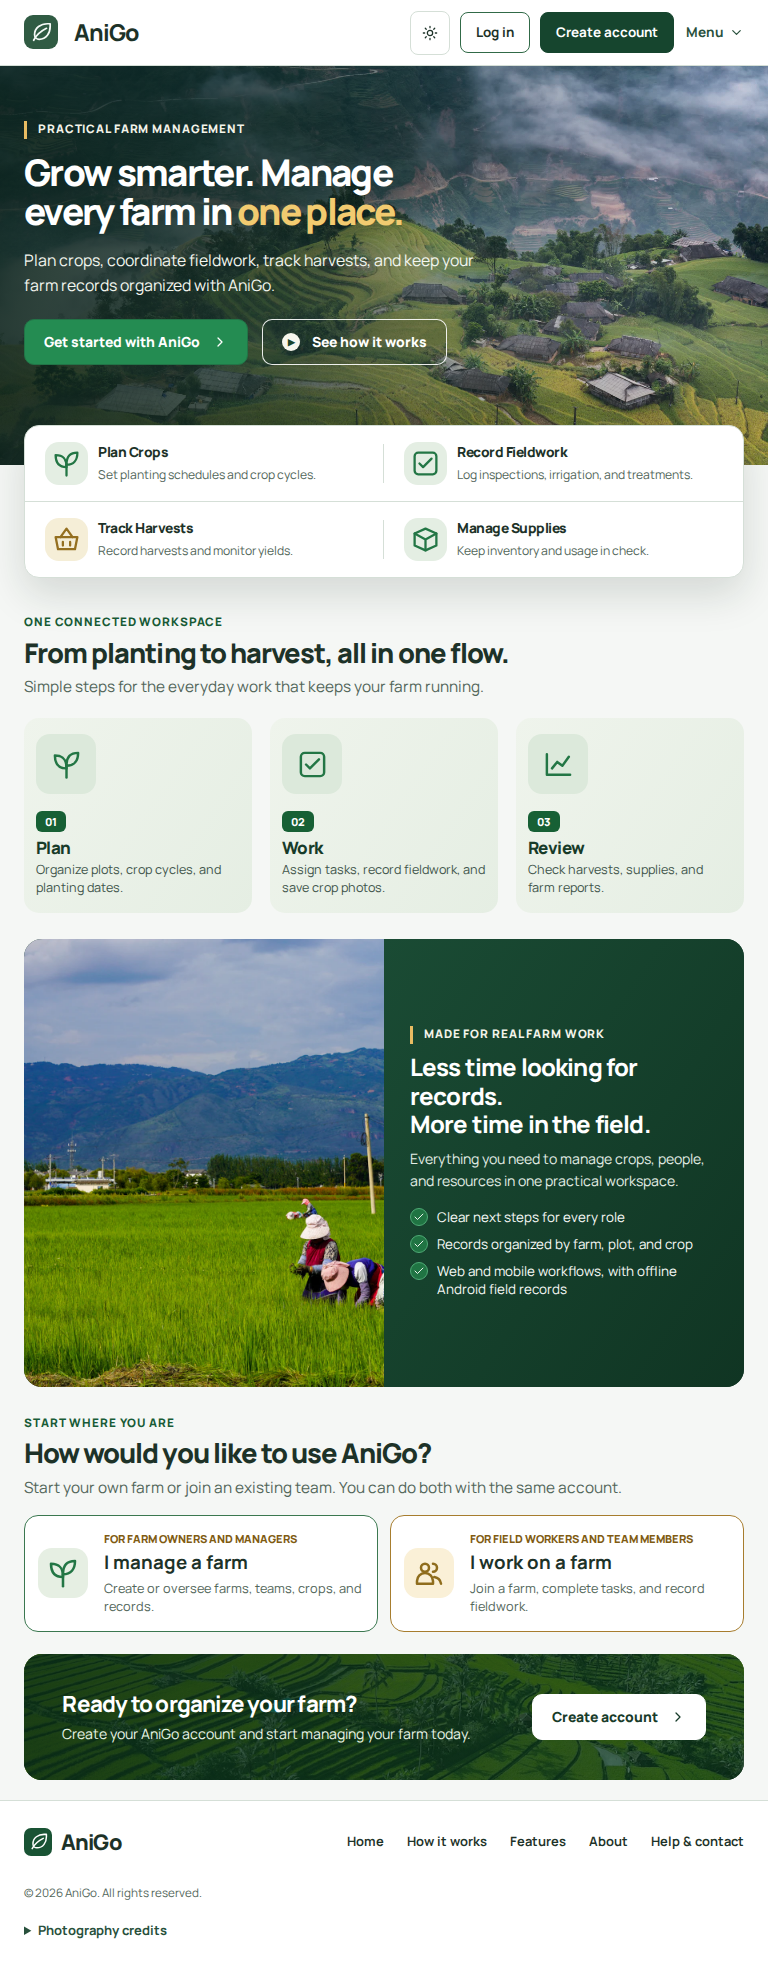 AniGo
Log in
Create account
Menu
PRACTICAL FARM MANAGEMENT
Grow smarter. Manage
every farm in one place.
Plan crops, coordinate fieldwork, track harvests, and keep your
farm records organized with AniGo.
Get started with AniGo
See how it works
Plan Crops
Set planting schedules and crop cycles.
Record Fieldwork
Log inspections, irrigation, and treatments.
Track Harvests
Record harvests and monitor yields.
Manage Supplies
Keep inventory and usage in check.
ONE CONNECTED WORKSPACE
From planting to harvest, all in one flow.
Simple steps for the everyday work that keeps your farm running.
01
Plan
Organize plots, crop cycles, and
planting dates.
02
Work
Assign tasks, record fieldwork, and
save crop photos.
03
Review
Check harvests, supplies, and
farm reports.
MADE FOR REAL FARM WORK
Less time looking for
records.
More time in the field.
Everything you need to manage crops, people,
and resources in one practical workspace.
Clear next steps for every role
Records organized by farm, plot, and crop
Web and mobile workflows, with offline
Android field records
START WHERE YOU ARE
How would you like to use AniGo?
Start your own farm or join an existing team. You can do both with the same account.
FOR FARM OWNERS AND MANAGERS
I manage a farm
Create or oversee farms, teams, crops, and
records.
FOR FIELD WORKERS AND TEAM MEMBERS
I work on a farm
Join a farm, complete tasks, and record
fieldwork.
Ready to organize your farm?
Create your AniGo account and start managing your farm today.
Create account
AniGo
Home
How it works
Features
About
Help & contact
© 2026 AniGo. All rights reserved.
Photography credits